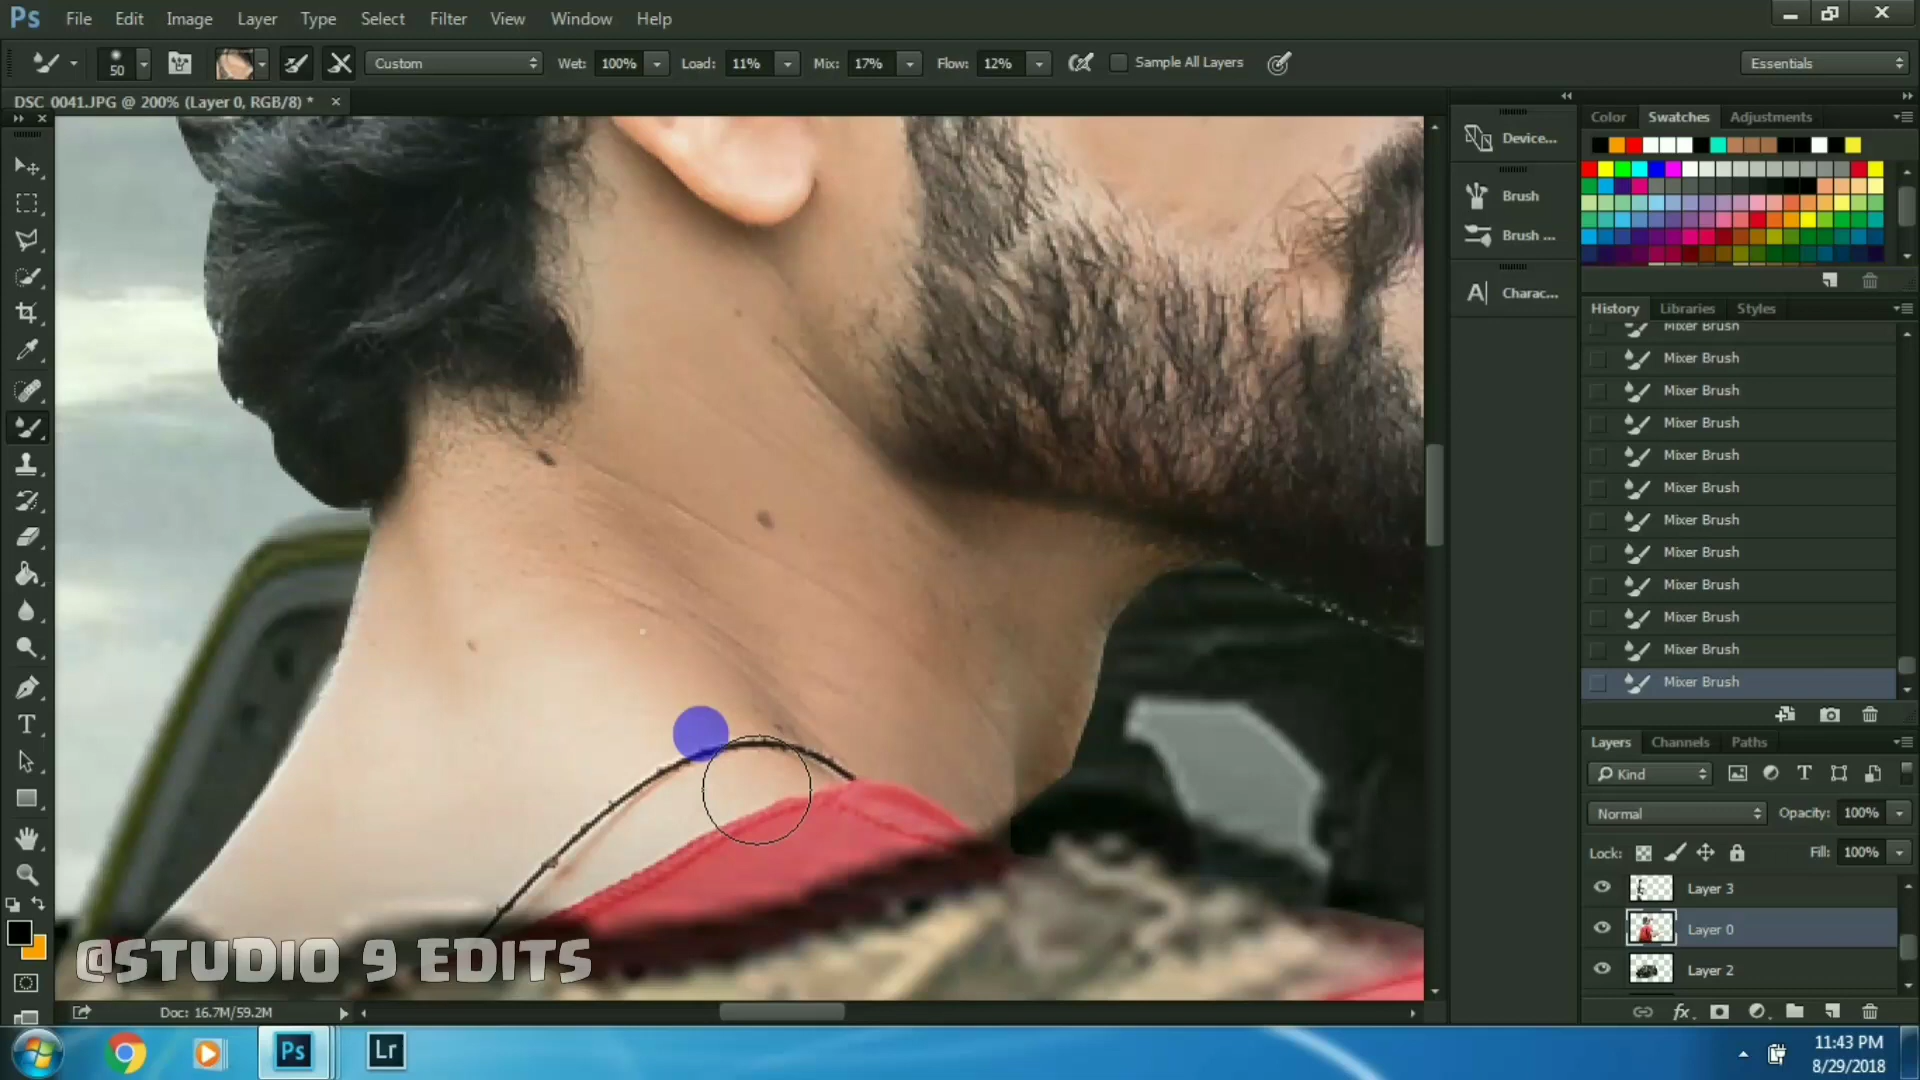 Ps File Edit Image Layer Type Select Filter View Window Help
50 Custom Wet: 100% Load: 11% Mix: 17% Flow: 12% Sample All Layers Essentials
DSC_0041.JPG @ 200% (Layer 0, RGB/8) *
Color Swatches Adjustments
Device...
Brush
Brush ...
Charac...
History Libraries Styles
Mixer Brush
Mixer Brush
Mixer Brush
Mixer Brush
Mixer Brush
Mixer Brush
Mixer Brush
Mixer Brush
Mixer Brush
Mixer Brush
Mixer Brush
Mixer Brush
Layers Channels Paths
Kind
Normal Opacity: 100%
Lock: Fill: 100%
Layer 3
Layer 0
Layer 2
@STUDIO 9 EDITS
Doc: 16.7M/59.2M
Ps Lr
11:43 PM
8/29/2018